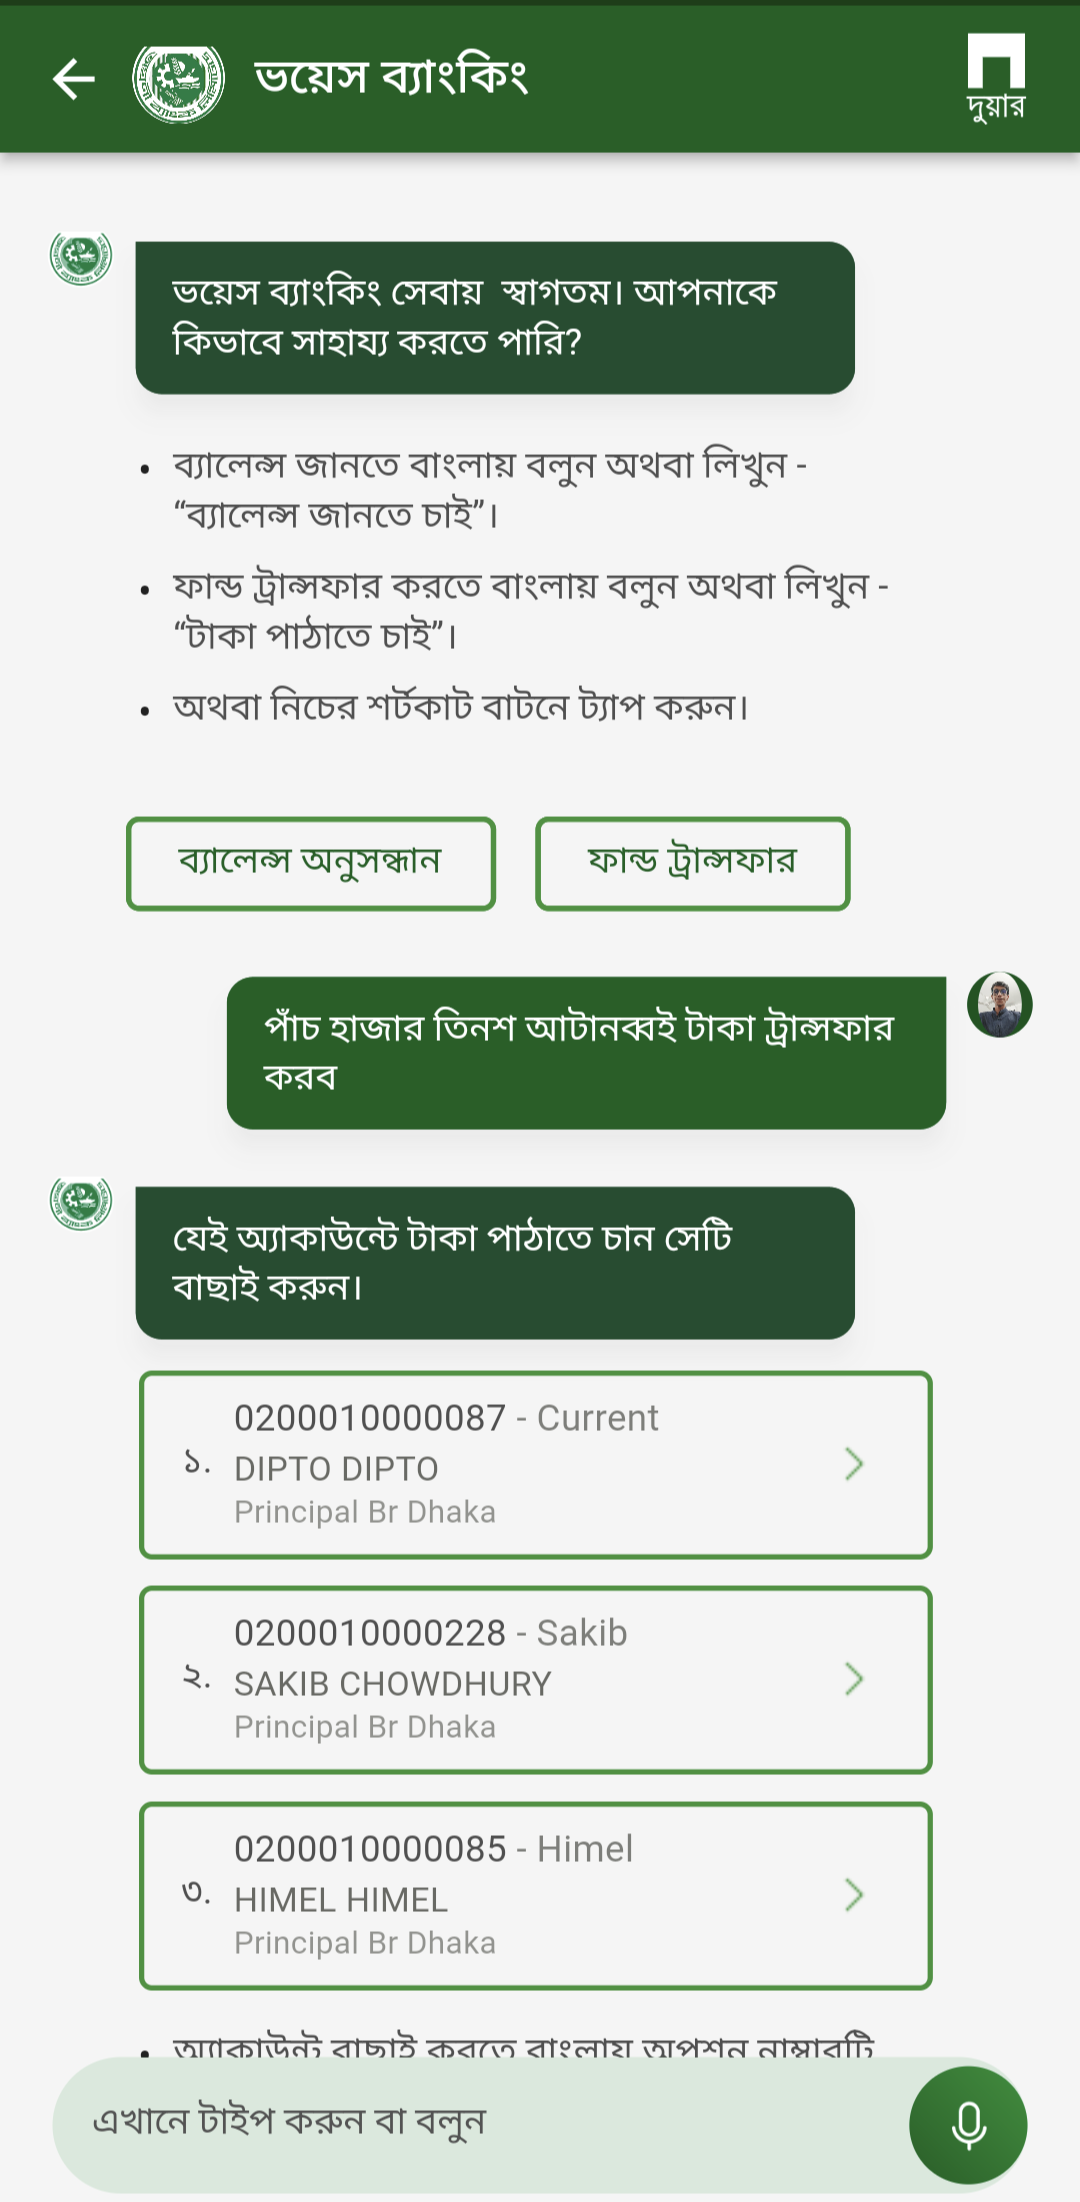 ভয়েস ব্যাংকিং
দুয়ার
ভয়েস ব্যাংকিং সেবায় স্বাগতম। আপনাকে
কিভাবে সাহায্য করতে পারি?
• ব্যালেন্স জানতে বাংলায় বলুন অথবা লিখুন -
“ব্যালেন্স জানতে চাই”।
• ফান্ড ট্রান্সফার করতে বাংলায় বলুন অথবা লিখুন -
“টাকা পাঠাতে চাই”।
• অথবা নিচের শর্টকাট বাটনে ট্যাপ করুন।
ব্যালেন্স অনুসন্ধান
ফান্ড ট্রান্সফার
পাঁচ হাজার তিনশ আটানব্বই টাকা ট্রান্সফার
করব
যেই অ্যাকাউন্টে টাকা পাঠাতে চান সেটি
বাছাই করুন।
১.
0200010000087 - Current
DIPTO DIPTO
Principal Br Dhaka
২.
0200010000228 - Sakib
SAKIB CHOWDHURY
Principal Br Dhaka
৩.
0200010000085 - Himel
HIMEL HIMEL
Principal Br Dhaka
• অ্যাকাউন্ট বাছাই করতে বাংলায় অপশন নাম্বারটি
এখানে টাইপ করুন বা বলুন